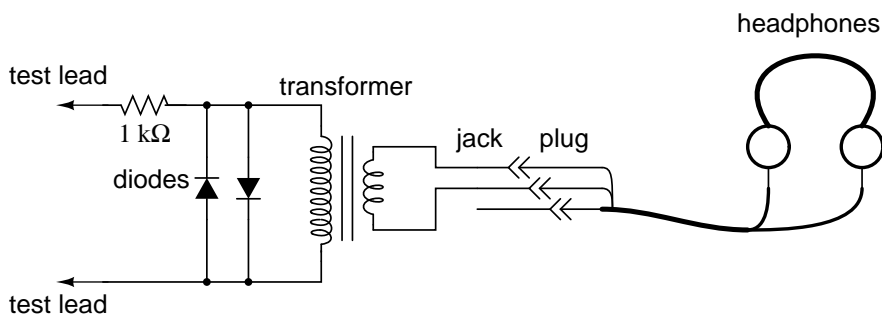 headphones
test lead
transformer
1 kΩ
jack plug
diodes
test lead